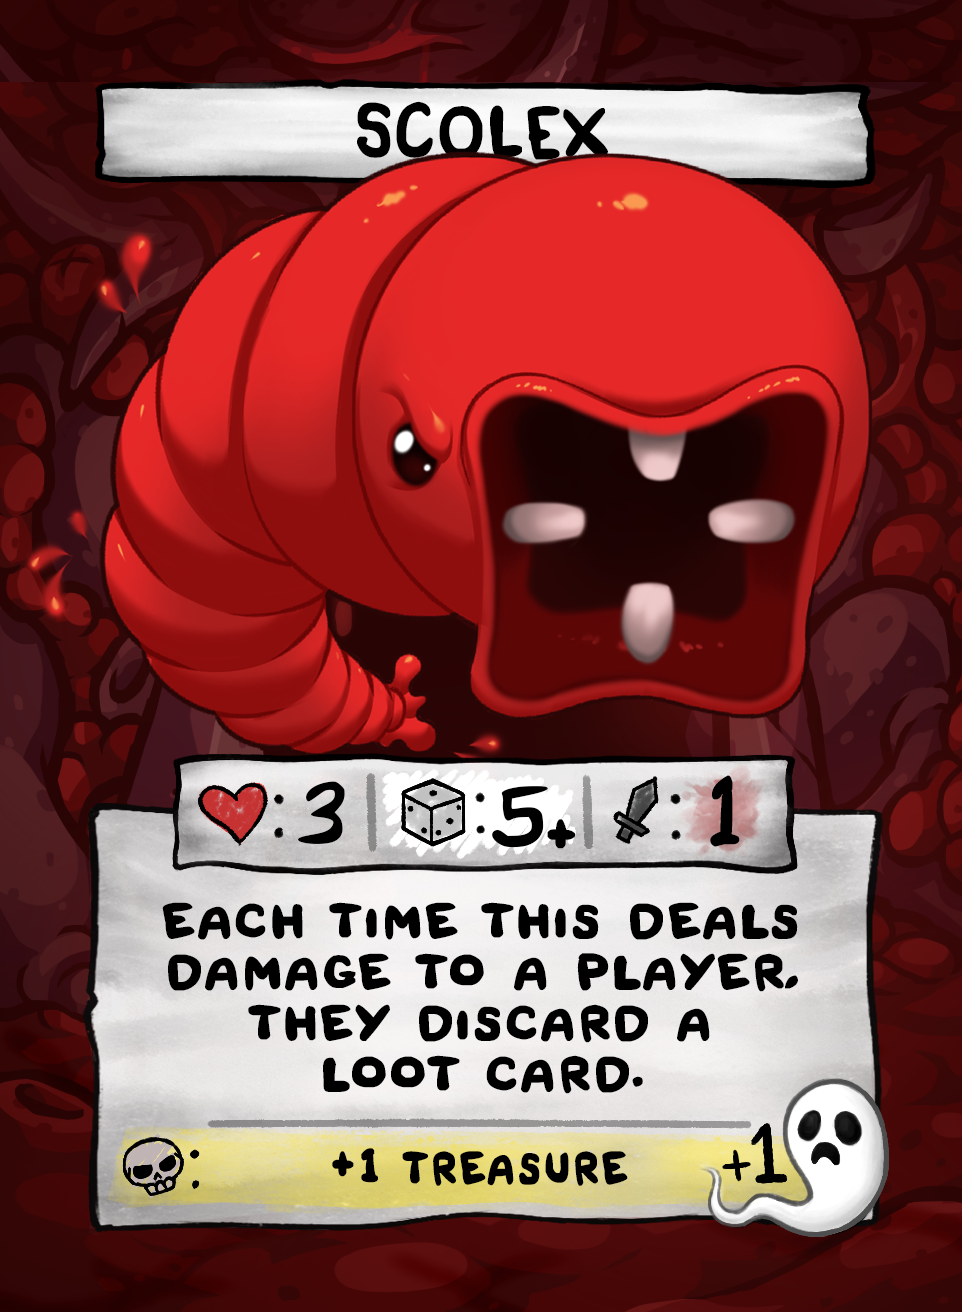 SCOLEX
: 3 : 5+ : 1
EACH TIME THIS DEALS
DAMAGE TO A PLAYER,
THEY DISCARD A
LOOT CARD.
: +1 TREASURE +1